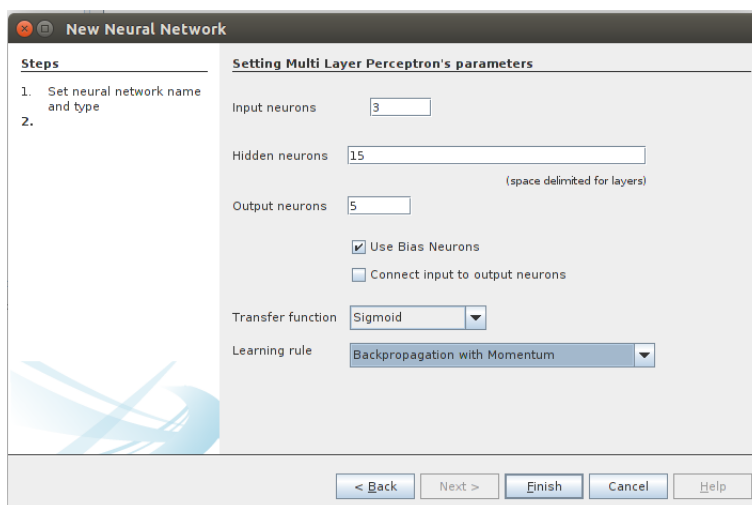 New Neural Network
Steps
1. Set neural network name
and type
2.
Setting Multi Layer Perceptron's parameters
Input neurons 3
Hidden neurons 15
(space delimited for layers)
Output neurons 5
Use Bias Neurons
Connect input to output neurons
Transfer function Sigmoid
Learning rule Backpropagation with Momentum
< Back Next > Finish Cancel Help